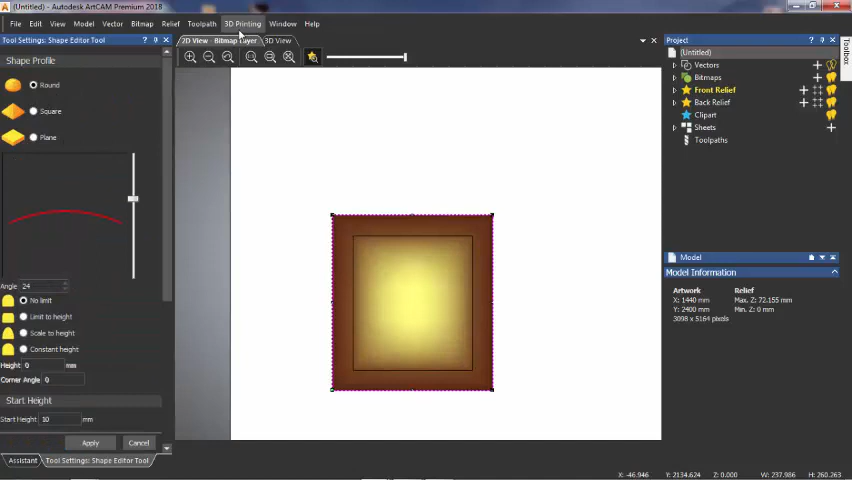 (Untitled) - Autodesk ArtCAM Premium 2018
File Edit View Model Vector Bitmap Relief Toolpath 3D Printing Window Help
Tool Settings: Shape Editor Tool
2D View - Bitmap Layer 3D View
Project
Toolbox
Shape Profile
Round
Square
Plane
Angle 24
No limit
Limit to height
Scale to height
Constant height
Height 0 mm
Corner Angle 0
Start Height
Start Height 10 mm
Apply Cancel
Assistant Tool Settings: Shape Editor Tool
(Untitled)
Vectors
Bitmaps
Front Relief
Back Relief
Clipart
Sheets
Toolpaths
Model
Model Information
Artwork Relief
X: 1440 mm Max. Z: 72.155 mm
Y: 2400 mm Min. Z: 0 mm
3098 x 5164 pixels
X: -46.946 Y: 2134.624 Z: 0.000 W: 237.986 H: 260.263